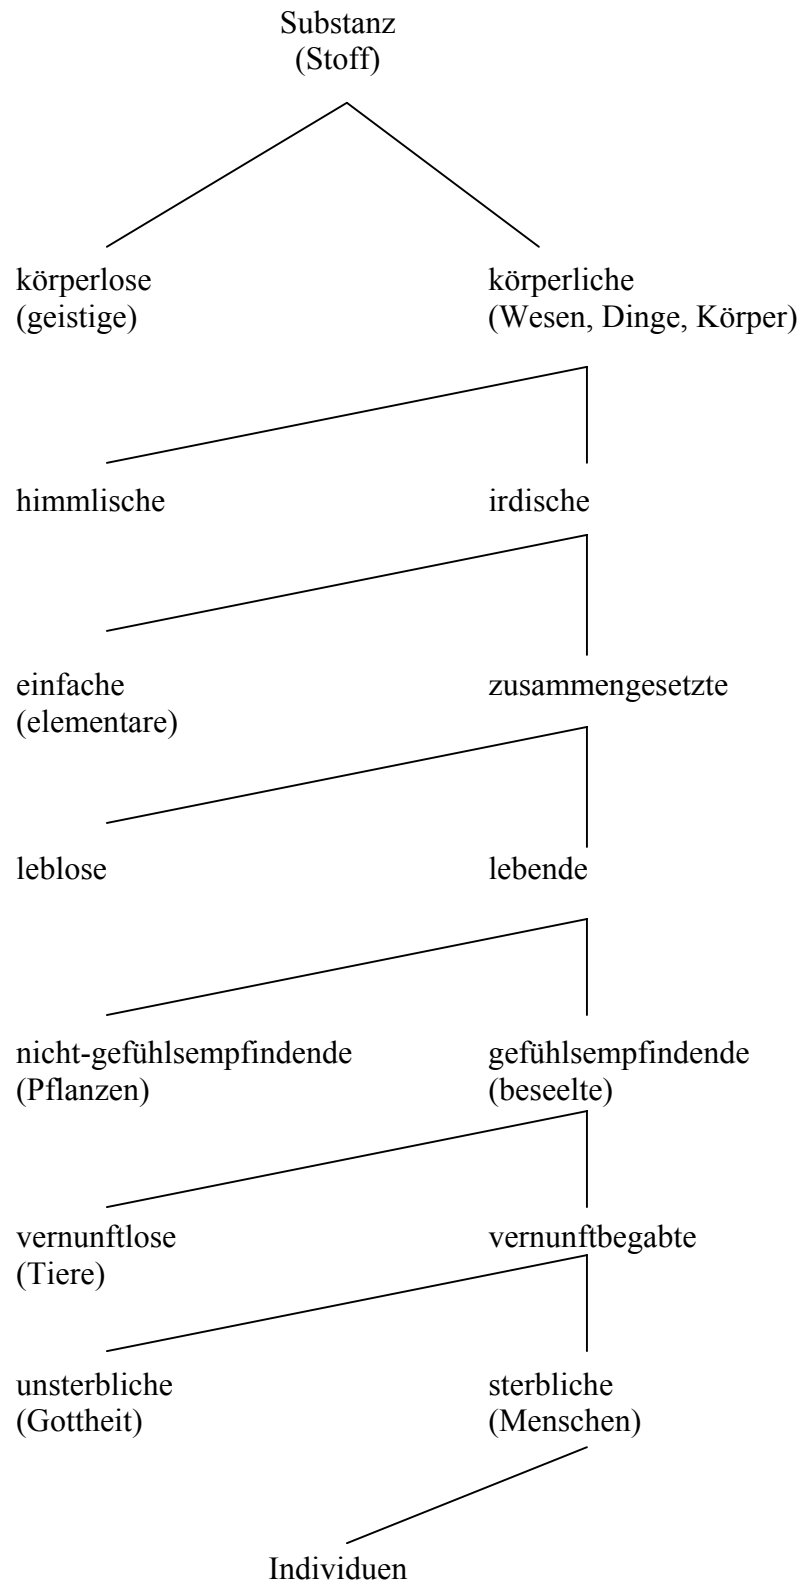 Substanz
(Stoff)
körperlose körperliche
(geistige) (Wesen, Dinge, Körper)
himmlische irdische
einfache zusammengesetzte
(elementare)
leblose lebende
nicht-gefühlsempfindende gefühlsempfindende
(Pflanzen) (beseelte)
vernunftlose vernunftbegabte
(Tiere)
unsterbliche sterbliche
(Gottheit) (Menschen)
Individuen